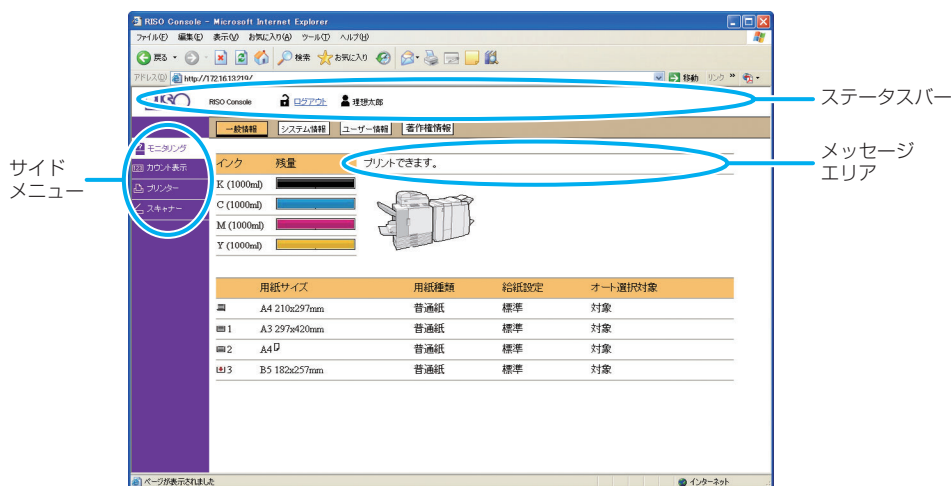 RISO Console - Microsoft Internet Explorer
ファイル(F) 編集(E) 表示(V) お気に入り(A) ツール(T) ヘルプ(H)
戻る 検索 お気に入り
アドレス(D) http://172.16.13.219/ 移動 リンク »
RISO Console ログアウト 理想太郎
ステータスバー
一般情報 システム情報 ユーザー情報 著作権情報
サイド
メニュー
モニタリング
カウント表示
プリンター
スキャナー
インク 残量 プリントできます。
メッセージ
エリア
K (1000ml)
C (1000ml)
M (1000ml)
Y (1000ml)
用紙サイズ 用紙種類 給紙設定 オート選択対象
A4 210x297mm 普通紙 標準 対象
1 A3 297x420mm 普通紙 標準 対象
2 A4 普通紙 標準 対象
3 B5 182x257mm 普通紙 標準 対象
ページが表示されました インターネット